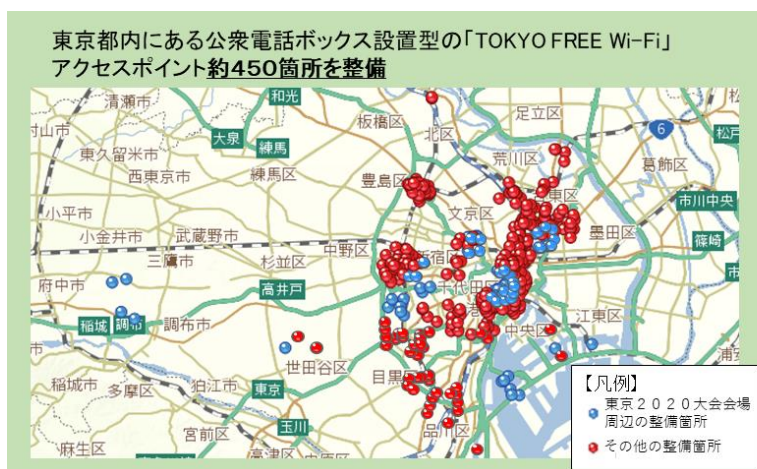 東京都内にある公衆電話ボックス設置型の「TOKYO FREE Wi-Fi」
アクセスポイント約450箇所を整備
清瀬市
和光
板橋区
北区
足立区
松戸
大泉
練馬
6
東久留米市
荒川区
葛飾区
西東京市
練馬区
豊島区
文京区
市川中央
小平市
墨田区
小金井市
武蔵野市
中野区
篠崎
三鷹市
杉並区
府中市
高井戸
千代田区
江東区
稲城
調布
調布市
中央区
世田谷区
目黒区
稲城市
多摩区
狛江市
東京
玉川
品川区
麻生区
宮前区
高津区
【凡例】
東京2020大会会場
周辺の整備箇所
その他の整備箇所